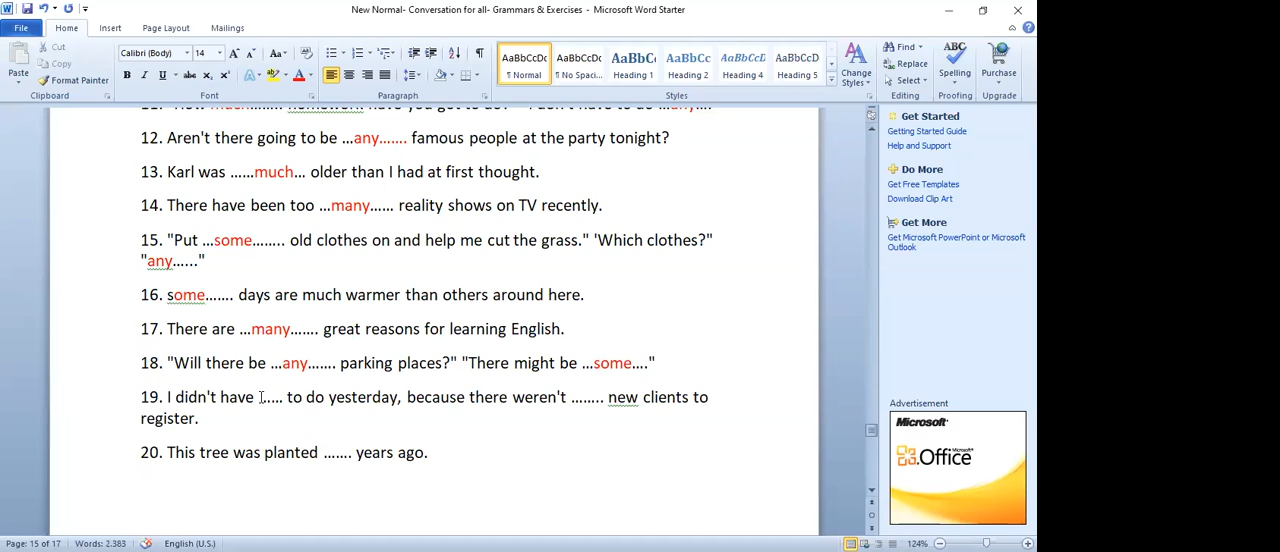 New Normal- Conversation for all- Grammars & Exercises - Microsoft Word Starter
File Home Insert Page Layout Mailings
Cut
Copy
Format Painter
Paste
Clipboard
Calibri (Body) 14
Font
Paragraph
AaBbCcDc AaBbCcDc AaBbCc AaBbCc AaBbCcDc AaBbCcDc
¶ Normal ¶ No Spaci... Heading 1 Heading 2 Heading 4 Heading 5
Styles
Change Styles
Find
Replace
Select
Editing
Spelling
Proofing
Purchase
Upgrade
12. Aren't there going to be …any……. famous people at the party tonight?
13. Karl was ……much… older than I had at first thought.
14. There have been too …many…… reality shows on TV recently.
15. "Put …some…….. old clothes on and help me cut the grass." 'Which clothes?"
"any……"
16. some……. days are much warmer than others around here.
17. There are …many……. great reasons for learning English.
18. "Will there be …any……. parking places?" "There might be …some…."
19. I didn't have ….. to do yesterday, because there weren't …….. new clients to
register.
20. This tree was planted ……. years ago.
Get Started
Getting Started Guide
Help and Support
Do More
Get Free Templates
Download Clip Art
Get More
Get Microsoft PowerPoint or Microsoft
Outlook
Advertisement
Microsoft
Office
Page: 15 of 17 Words: 2.383 English (U.S.) 124%